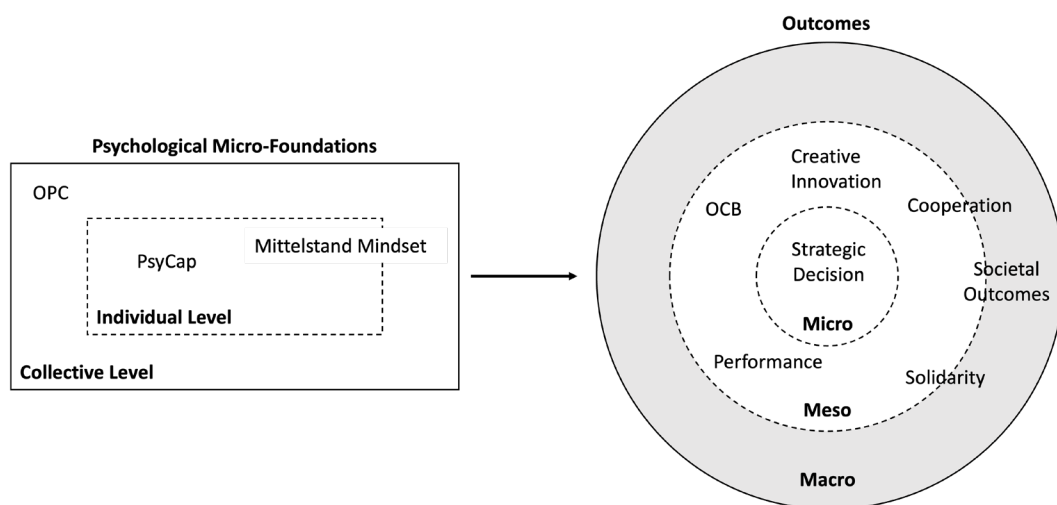 Psychological Micro-Foundations
OPC
Mittelstand Mindset
PsyCap
Individual Level
Collective Level
Outcomes
Creative
Innovation
OCB
Cooperation
Strategic
Decision
Societal
Outcomes
Micro
Performance
Solidarity
Meso
Macro